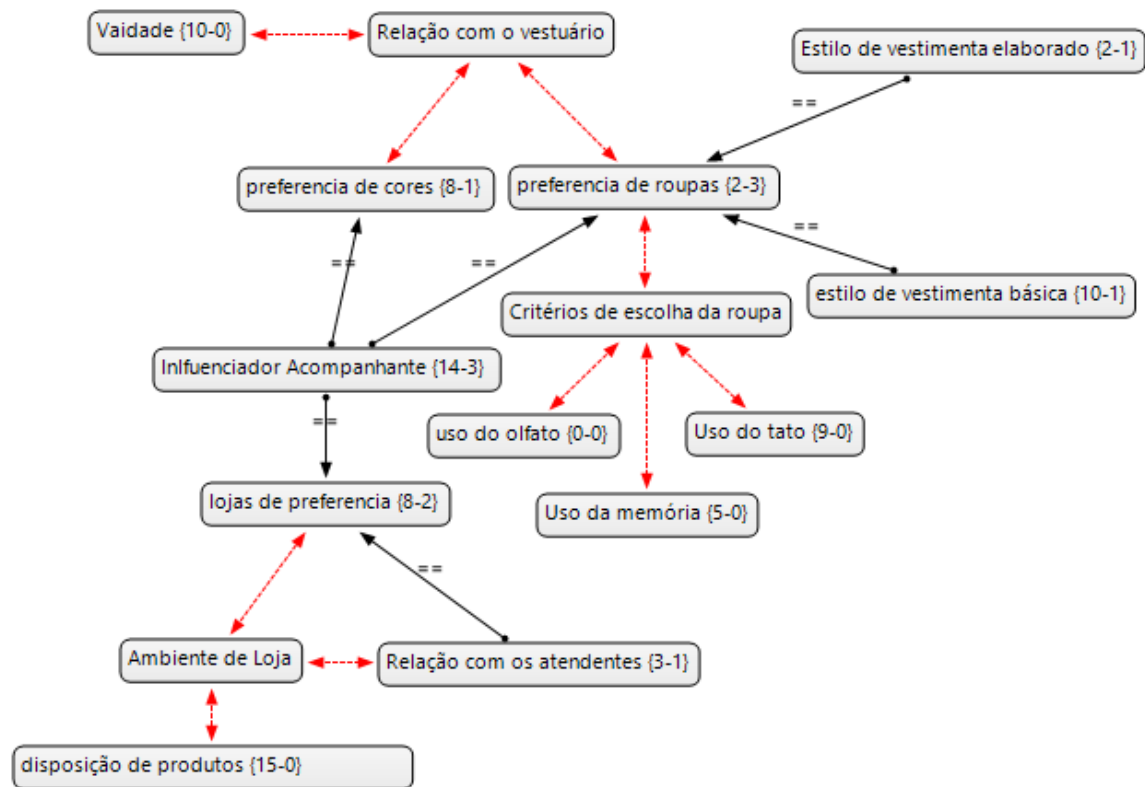 Vaidade {10-0}
Relação com o vestuário
Estilo de vestimenta elaborado {2-1}
==
preferencia de cores {8-1}
preferencia de roupas {2-3}
==
==
==
estilo de vestimenta básica {10-1}
Critérios de escolha da roupa
Inlfuenciador Acompanhante {14-3}
==
uso do olfato {0-0}
Uso do tato {9-0}
lojas de preferencia {8-2}
Uso da memória {5-0}
==
Ambiente de Loja
Relação com os atendentes {3-1}
disposição de produtos {15-0}